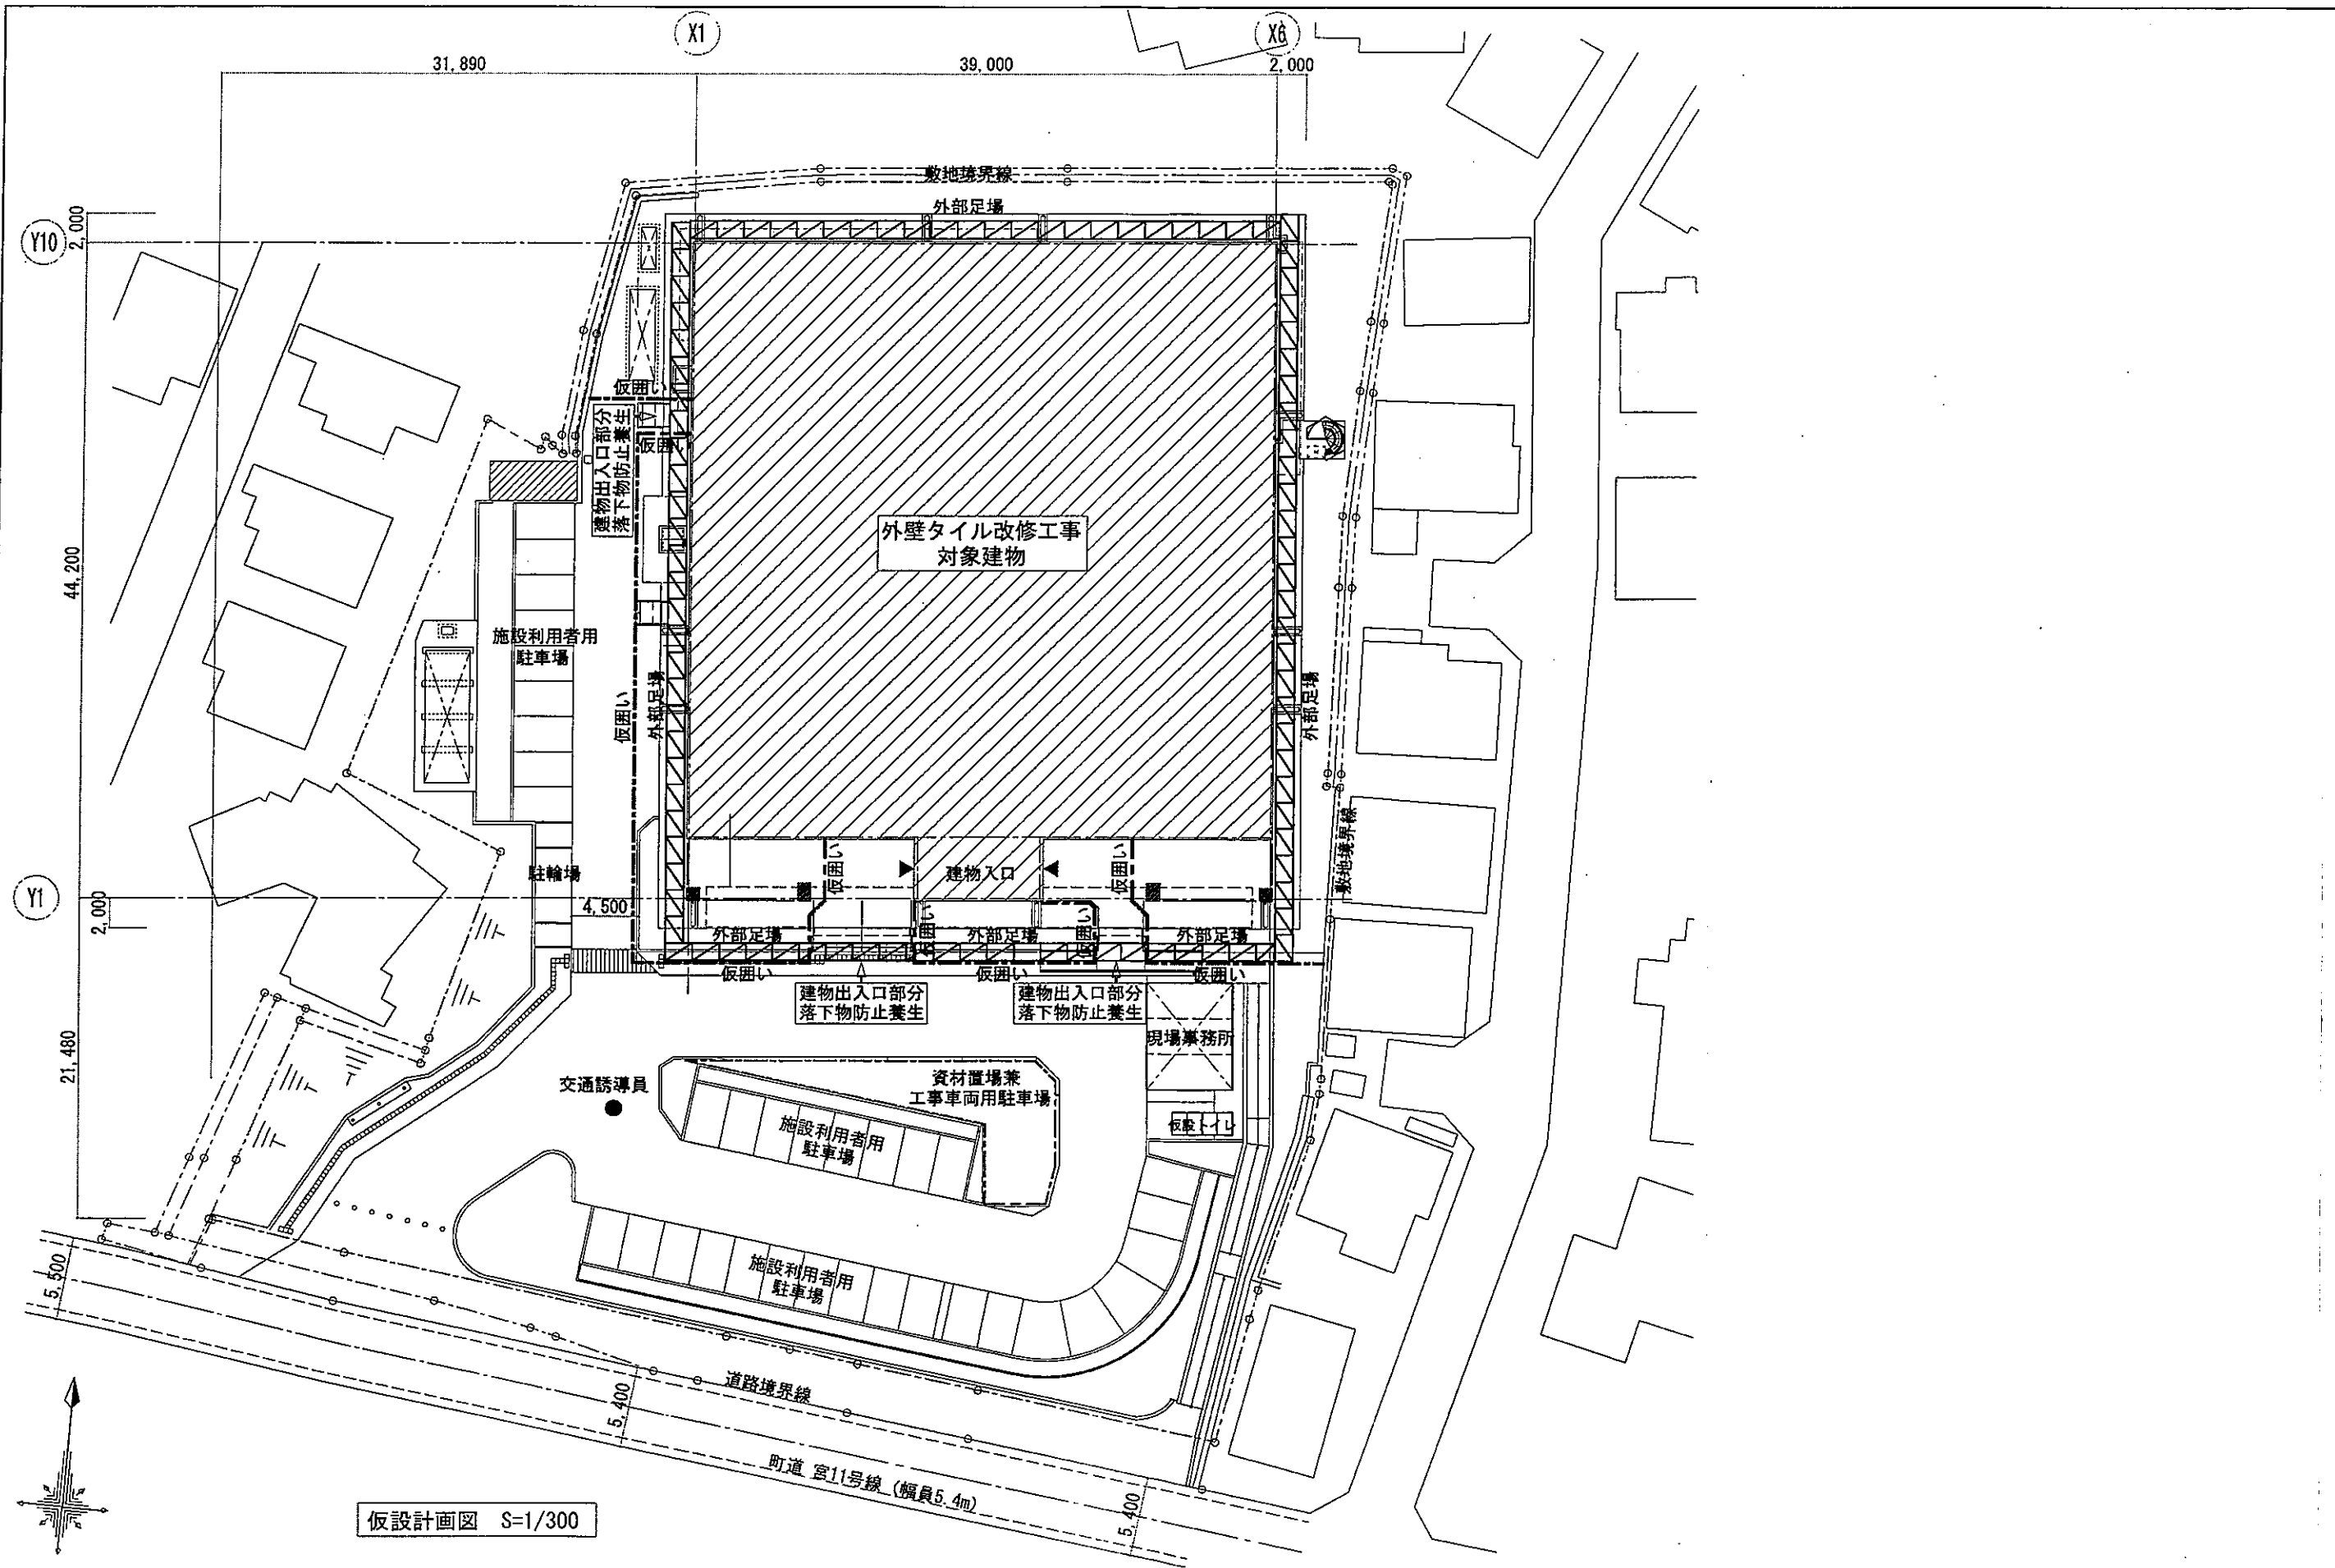 X1
X6
31,890
39,000
2,000
敷地境界線
外部足場
Y10
2,000
仮囲い
建物出入口部分
落下物防止養生
仮囲い
外壁タイル改修工事
対象建物
44,200
施設利用者用
駐車場
仮囲い
外部足場
外部足場
敷地境界線
仮囲い
建物入口
仮囲い
駐輪場
Y1
2,000
4,500
外部足場
仮囲い
外部足場
仮囲い
外部足場
仮囲い
仮囲い
仮囲い
建物出入口部分
落下物防止養生
建物出入口部分
落下物防止養生
現場事務所
21,480
交通誘導員
資材置場兼
工事車両用駐車場
施設利用者用
駐車場
仮設トイレ
5,500
施設利用者用
駐車場
道路境界線
5,400
町道 宮11号線 (幅員5.4m)
5,400
仮設計画図 S=1/300